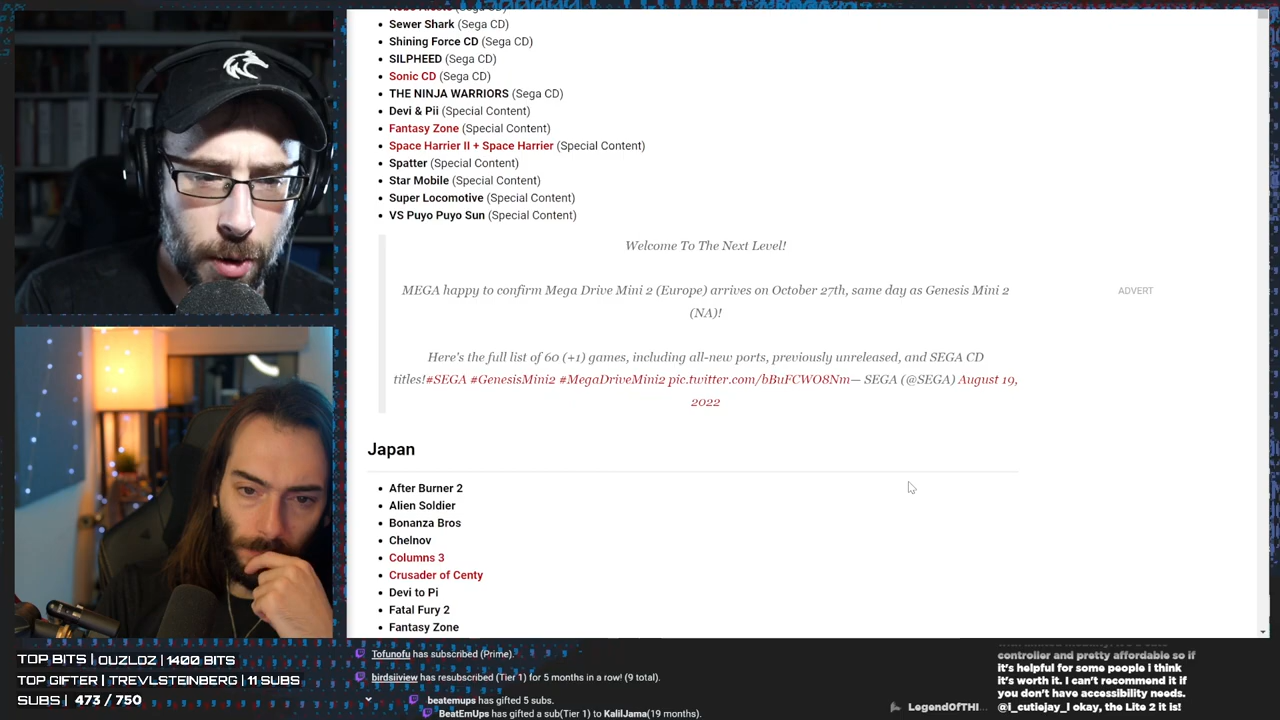 Sewer Shark (Sega CD)
Shining Force CD (Sega CD)
SILPHEED (Sega CD)
Sonic CD (Sega CD)
THE NINJA WARRIORS (Sega CD)
Devi & Pii (Special Content)
Fantasy Zone (Special Content)
Space Harrier II + Space Harrier (Special Content)
Spatter (Special Content)
Star Mobile (Special Content)
Super Locomotive (Special Content)
VS Puyo Puyo Sun (Special Content)
Welcome To The Next Level!
MEGA happy to confirm Mega Drive Mini 2 (Europe) arrives on October 27th, same day as Genesis Mini 2
(NA)!
Here's the full list of 60 (+1) games, including all-new ports, previously unreleased, and SEGA CD
titles!#SEGA #GenesisMini2 #MegaDriveMini2 pic.twitter.com/bBuFCWO8Nm— SEGA (@SEGA) August 19,
2022
ADVERT
Japan
After Burner 2
Alien Soldier
Bonanza Bros
Chelnov
Columns 3
Crusader of Centy
Devi to Pi
Fatal Fury 2
Fantasy Zone
TOP BITS | OUZLOZ | 1400 BITS
TOP GIFTER | TREVLSTEINBERG | 11 SUBS
SUBS | 473 / 750
Tofunofu has subscribed (Prime).
birdsiiview has resubscribed (Tier 1) for 5 months in a row! (9 total).
beatemups has gifted 5 subs.
BeatEmUps has gifted a sub(Tier 1) to KalilJama(19 months).
controller and pretty affordable so if
it's helpful for some people i think
it's worth it. I can't recommend it if
you don't have accessibility needs.
LegendOfTHI... @i_cutiejay_l okay, the Lite 2 it is!